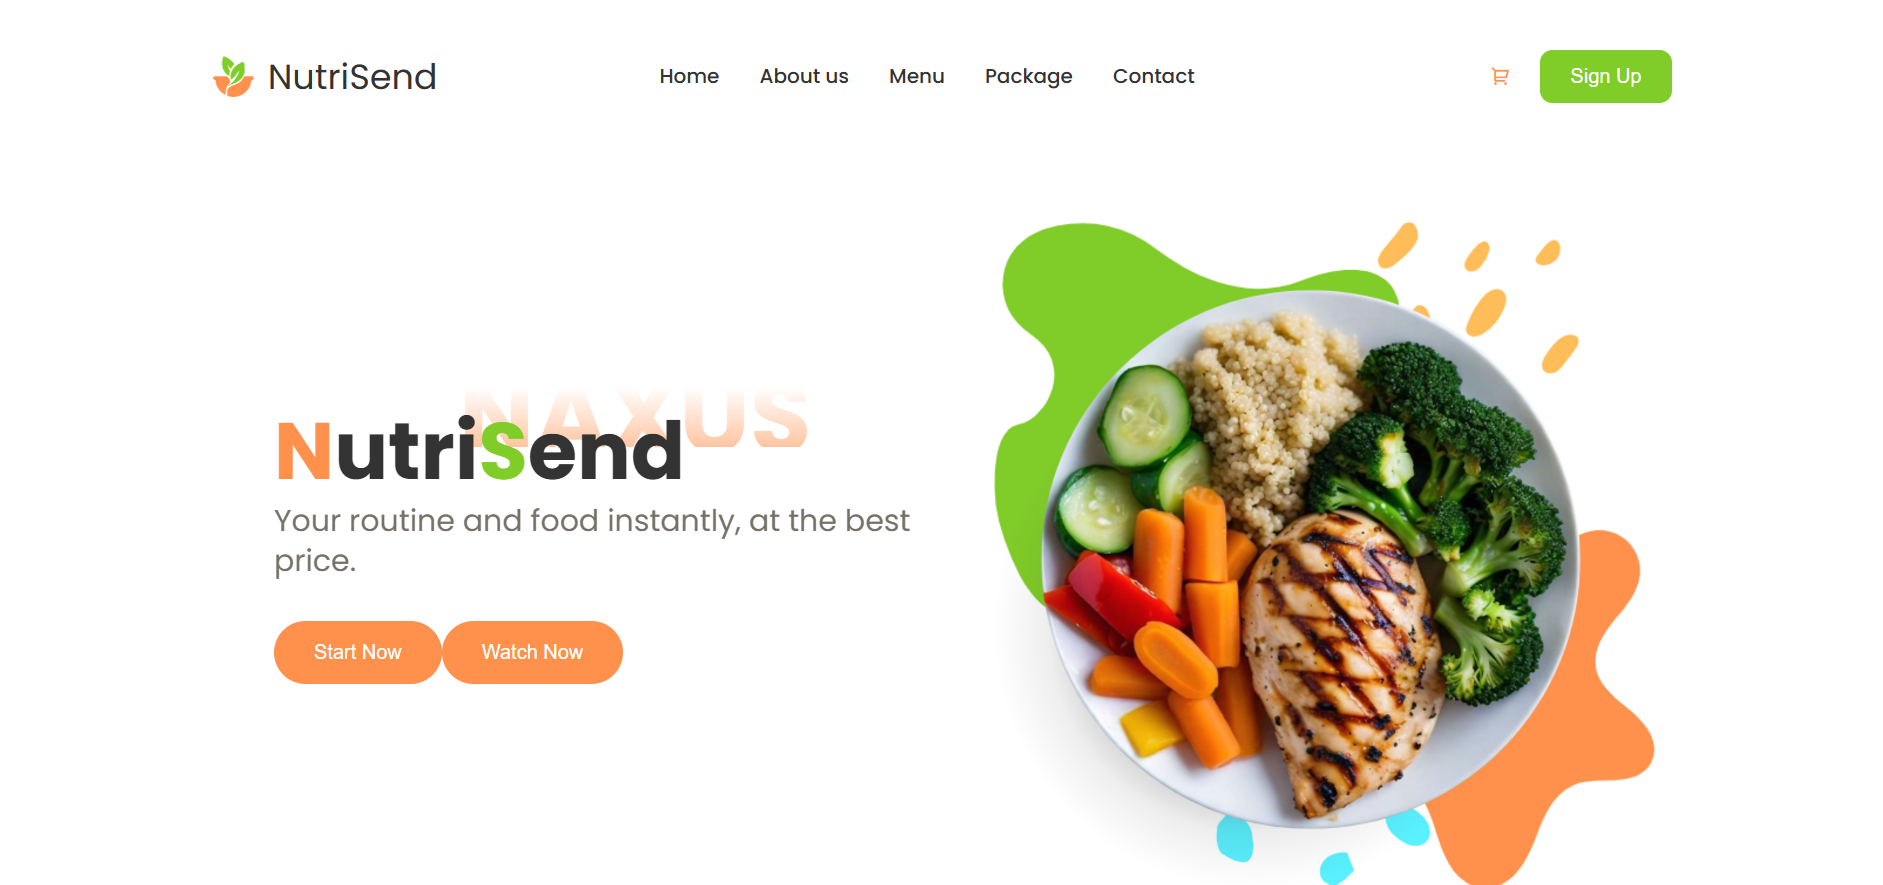 NutriSend
Home
About us
Menu
Package
Contact
Sign Up
NAXUS
NutriSend
Your routine and food instantly, at the best
price.
Start Now
Watch Now